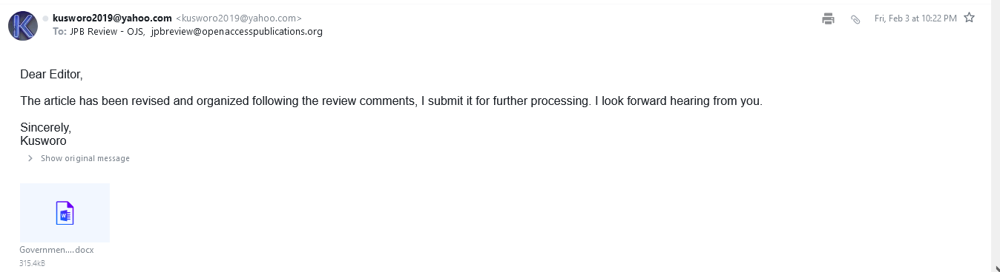 kusworo2019@yahoo.com <kusworo2019@yahoo.com>
Fri, Feb 3 at 10:22 PM
To: JPB Review - OJS, jpbreview@openaccesspublications.org
Dear Editor,
The article has been revised and organized following the review comments, I submit it for further processing. I look forward hearing from you.
Sincerely,
Kusworo
Show original message
Governmen....docx
315.4kB